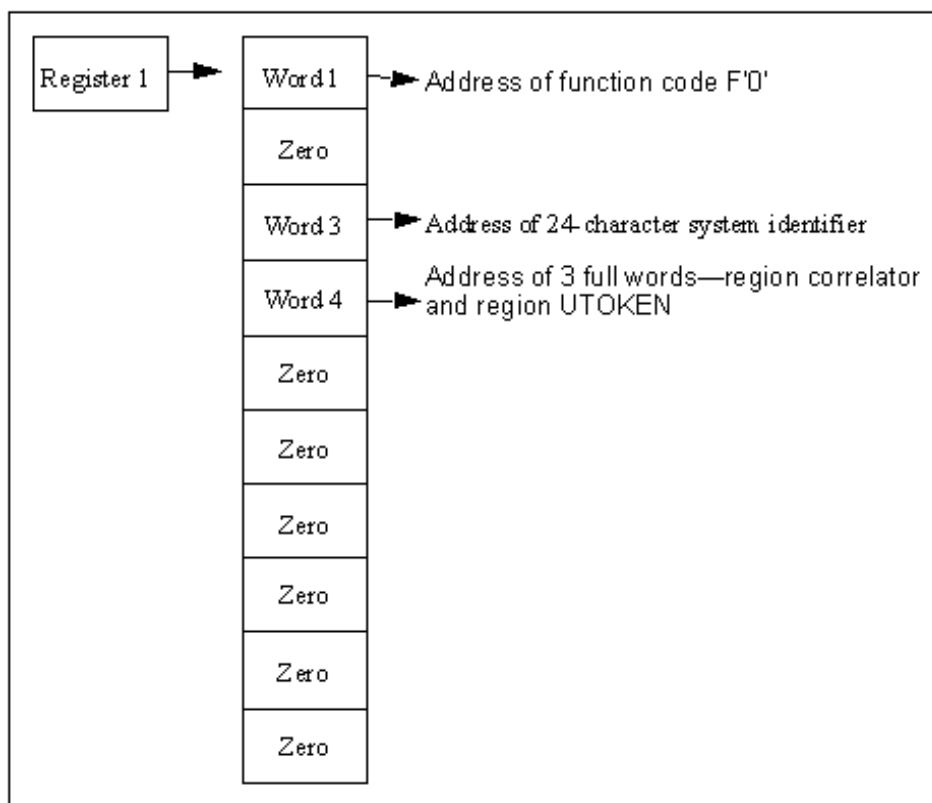 Register 1
Word 1
Address of function code F'0'
Zero
Word 3
Address of 24-character system identifier
Word 4
Address of 3 full words—region correlator
and region UTOKEN
Zero
Zero
Zero
Zero
Zero
Zero